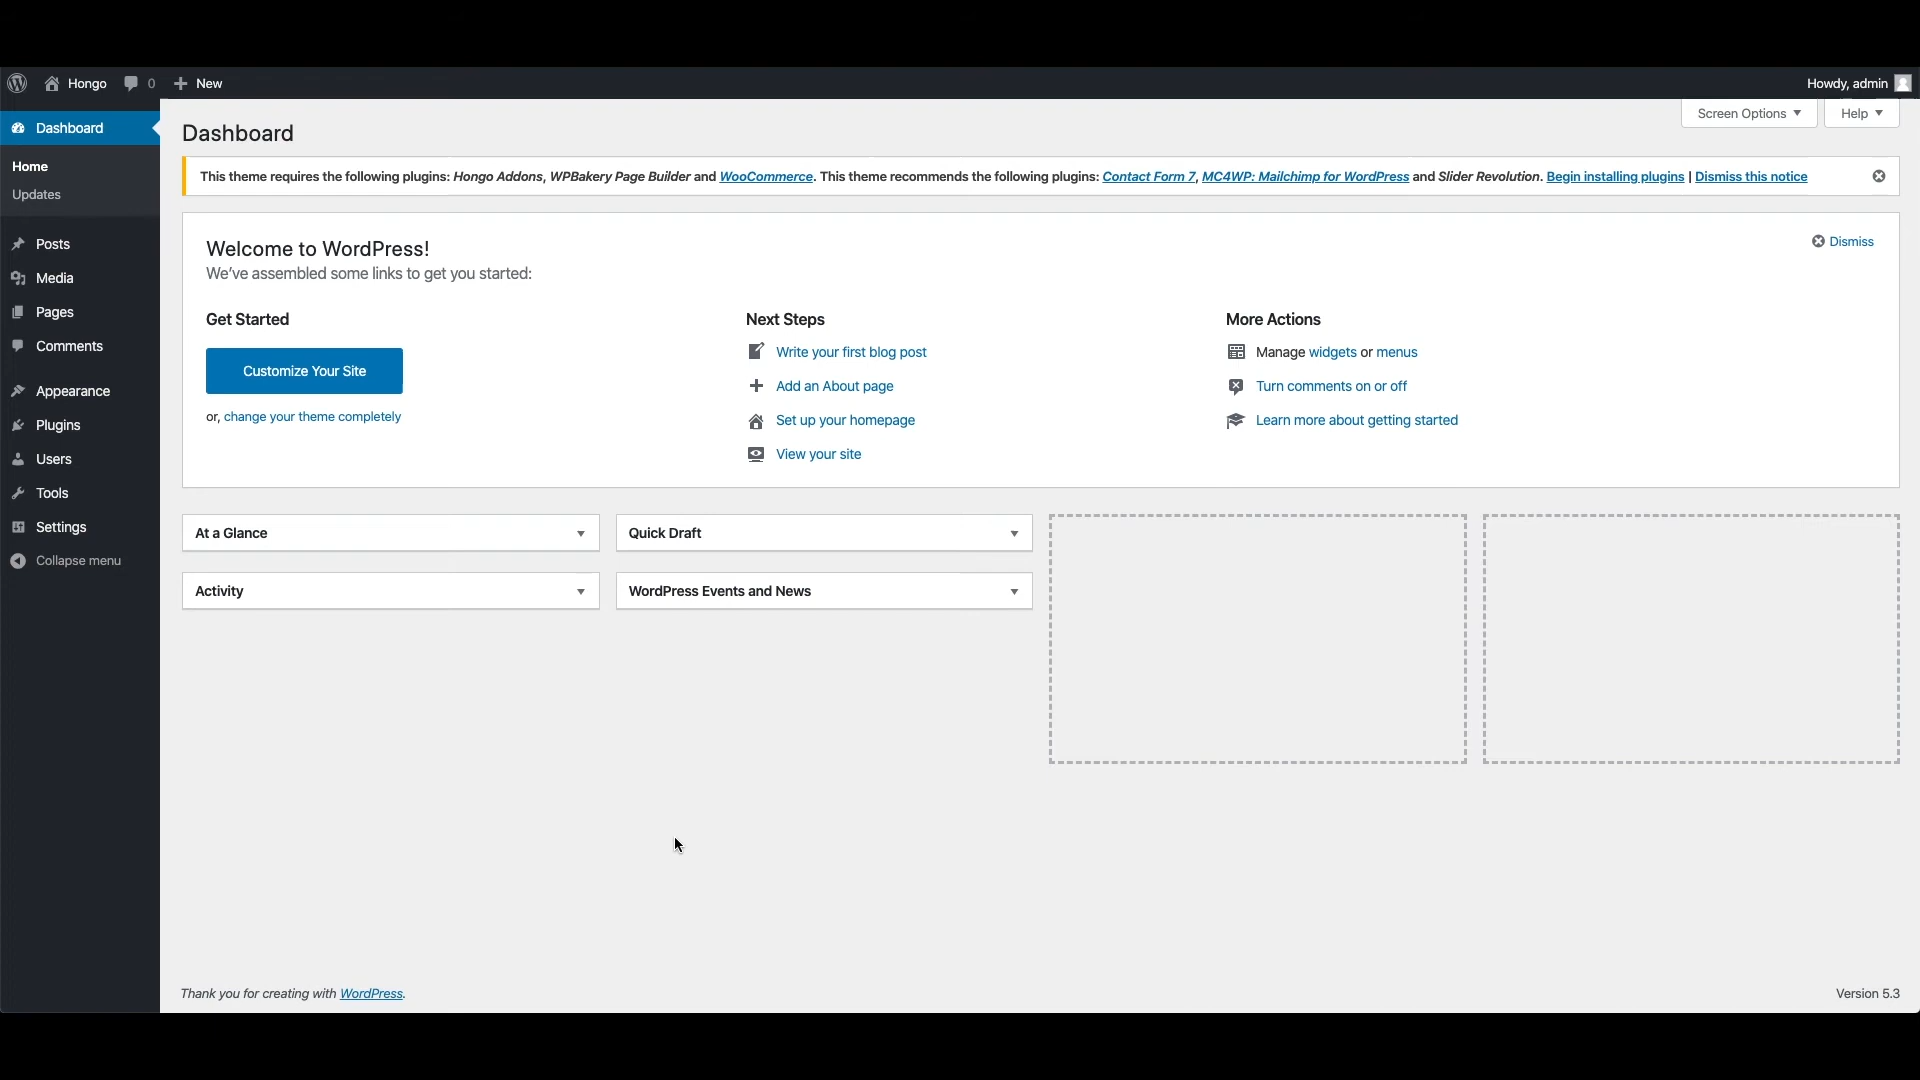 Hongo 0 New Howdy, admin
Dashboard
Home
Updates
Posts
Media
Pages
Comments
Appearance
Plugins
Users
Tools
Settings
Collapse menu
Screen Options Help
Dashboard
This theme requires the following plugins: Hongo Addons, WPBakery Page Builder and WooCommerce. This theme recommends the following plugins: Contact Form 7, MC4WP: Mailchimp for WordPress and Slider Revolution. Begin installing plugins | Dismiss this notice
Welcome to WordPress!
Dismiss
We've assembled some links to get you started:
Get Started
Customize Your Site
or, change your theme completely
Next Steps
Write your first blog post
Add an About page
Set up your homepage
View your site
More Actions
Manage widgets or menus
Turn comments on or off
Learn more about getting started
At a Glance
Activity
Quick Draft
WordPress Events and News
Thank you for creating with WordPress.
Version 5.3